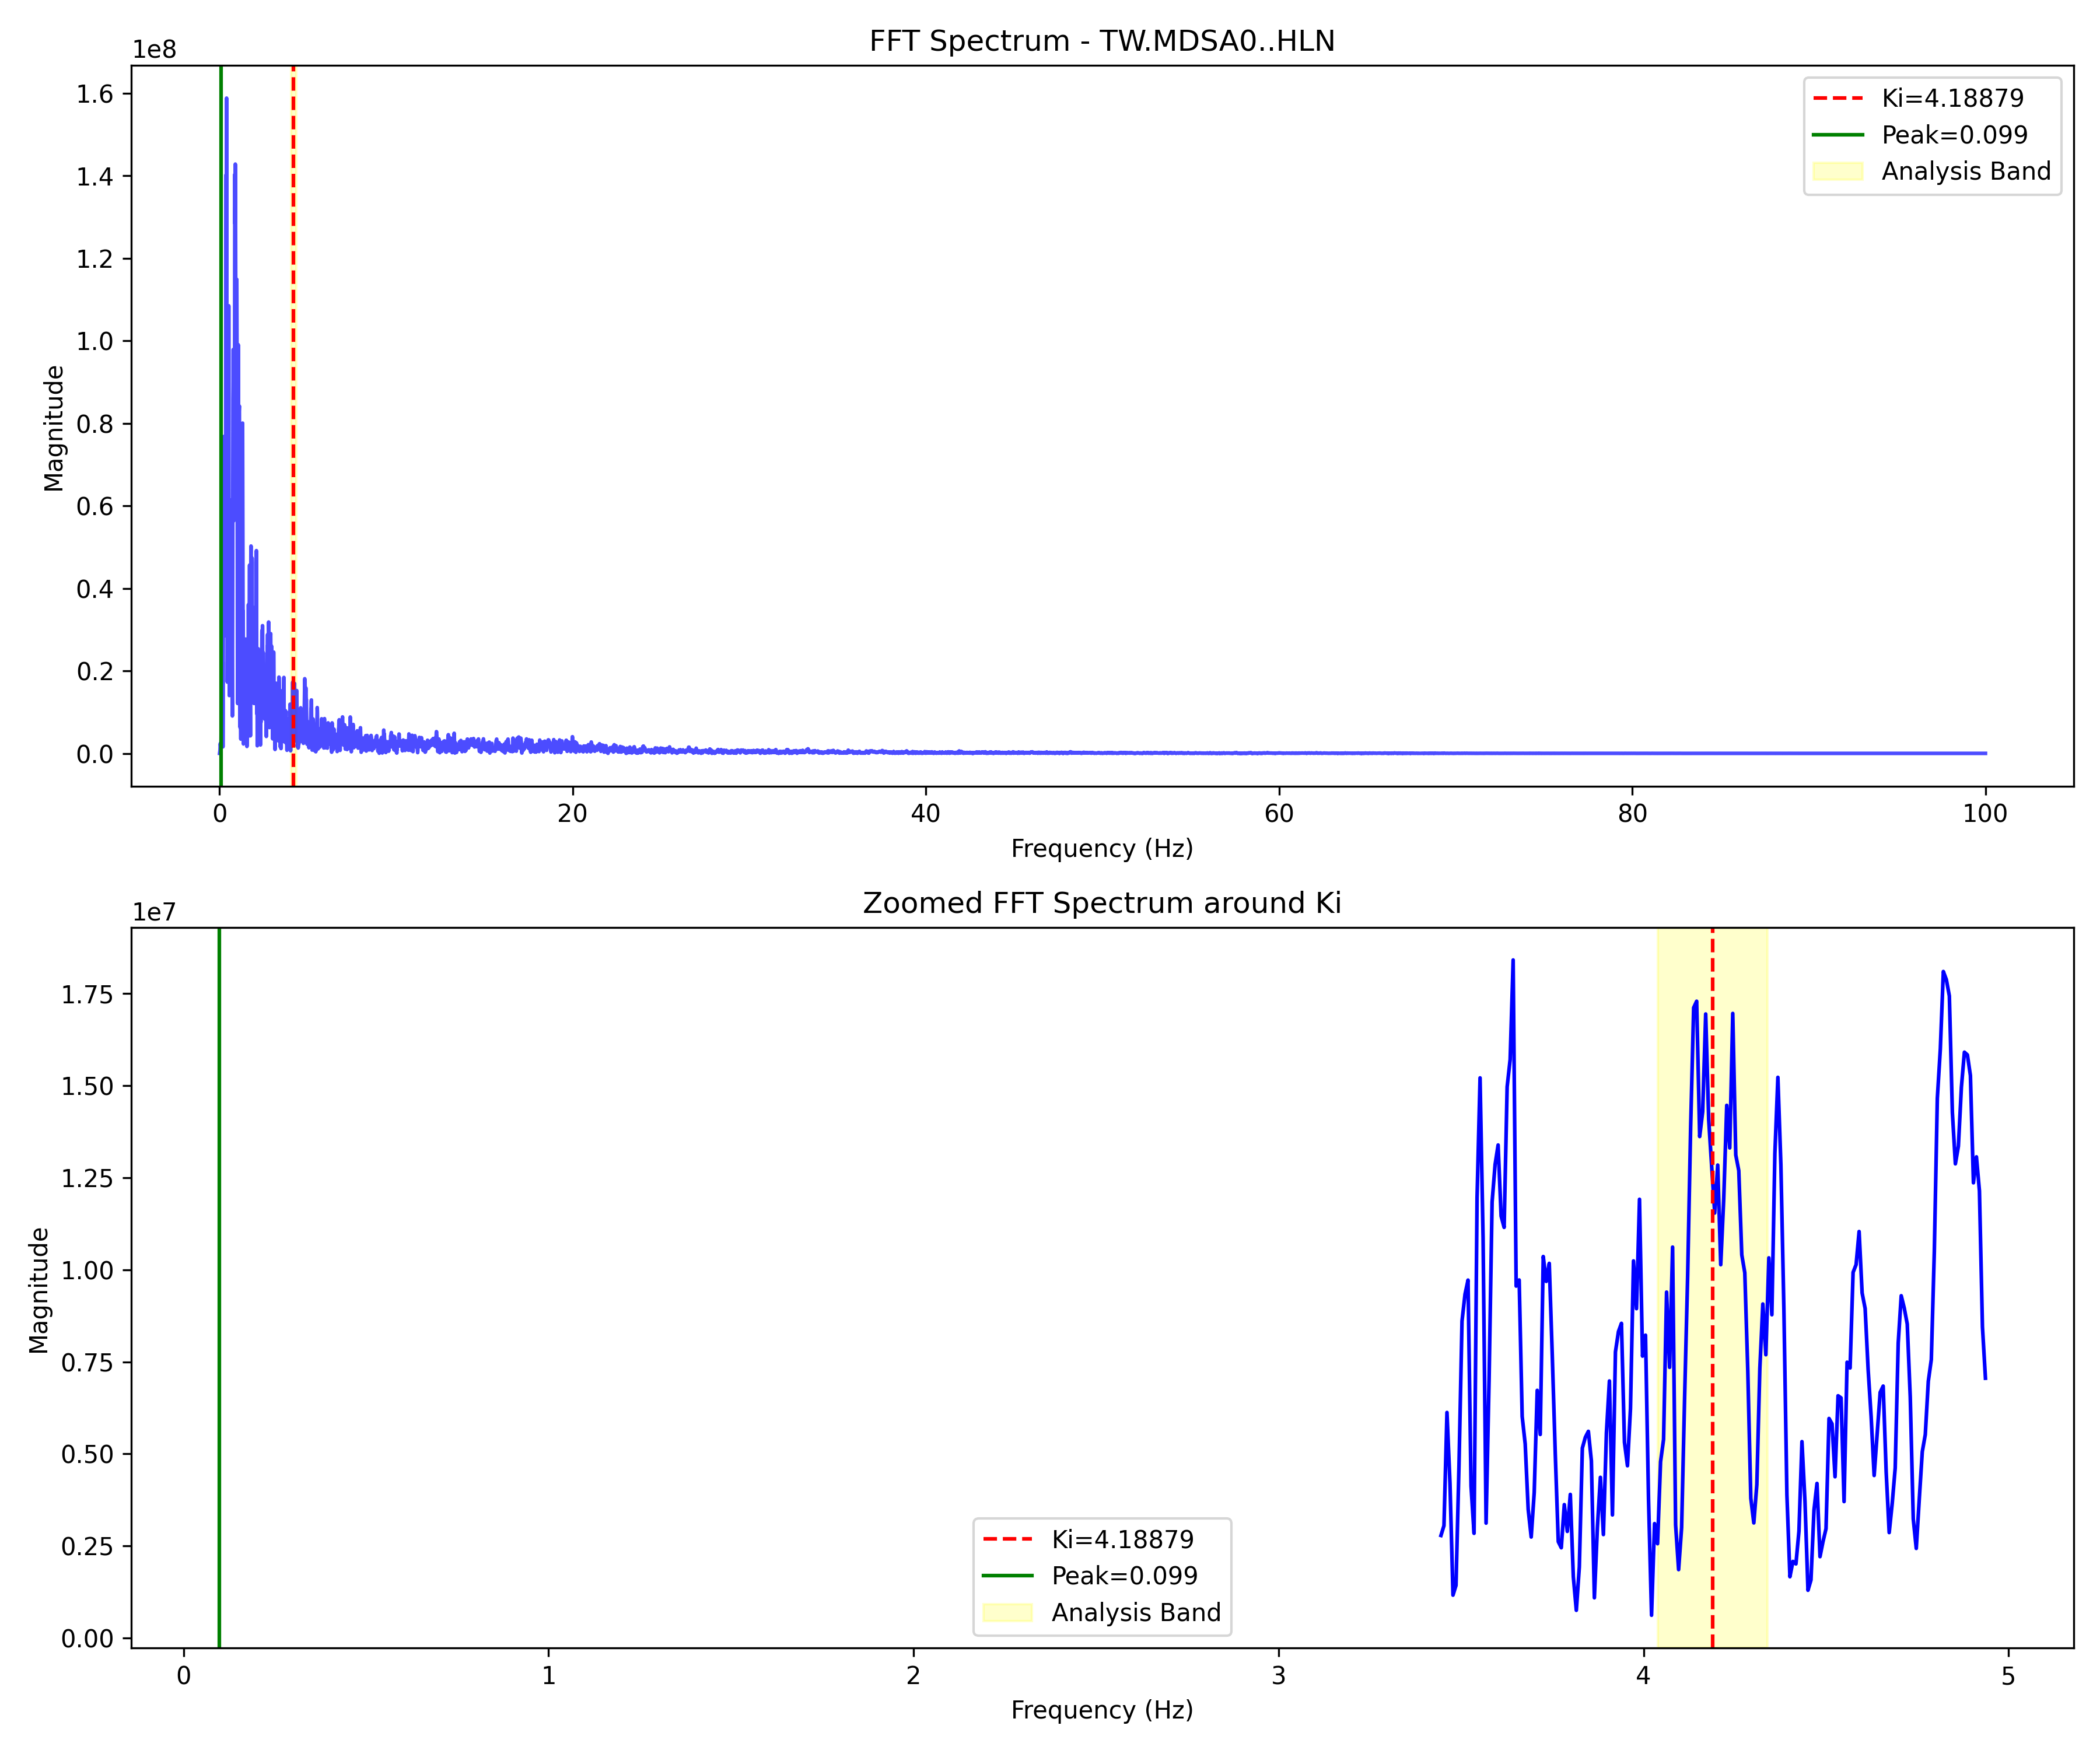 FFT Spectrum - TW.MDSA0..HLN
1e8
1.6
1.4
1.2
1.0
0.8
0.6
0.4
0.2
0.0
Magnitude
Ki=4.18879
Peak=0.099
Analysis Band
0 20 40 60 80 100
Frequency (Hz)
Zoomed FFT Spectrum around Ki
1e7
1.75
1.50
1.25
1.00
0.75
0.50
0.25
0.00
Magnitude
Ki=4.18879
Peak=0.099
Analysis Band
0 1 2 3 4 5
Frequency (Hz)